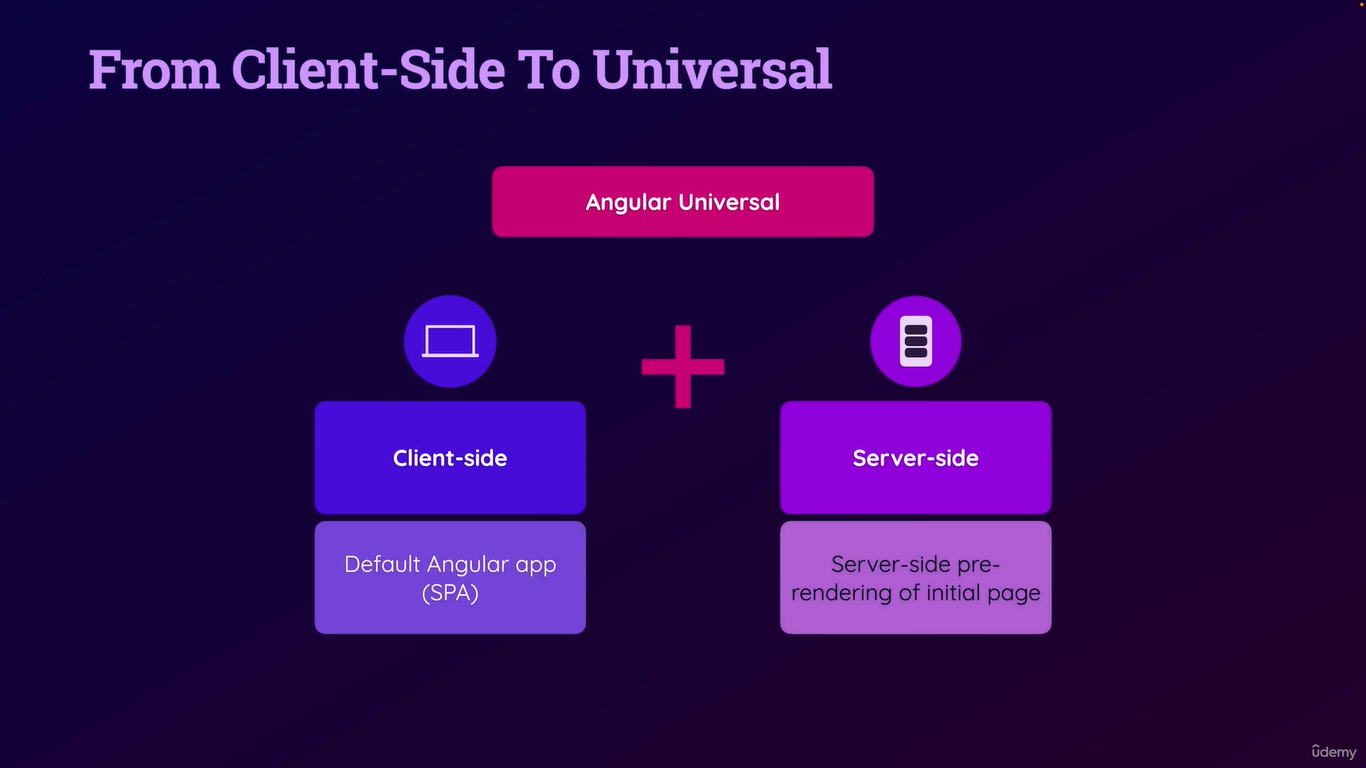 From Client-Side To Universal
Angular Universal
Client-side
Server-side
Default Angular app
(SPA)
Server-side pre-
rendering of initial page
ûdemy